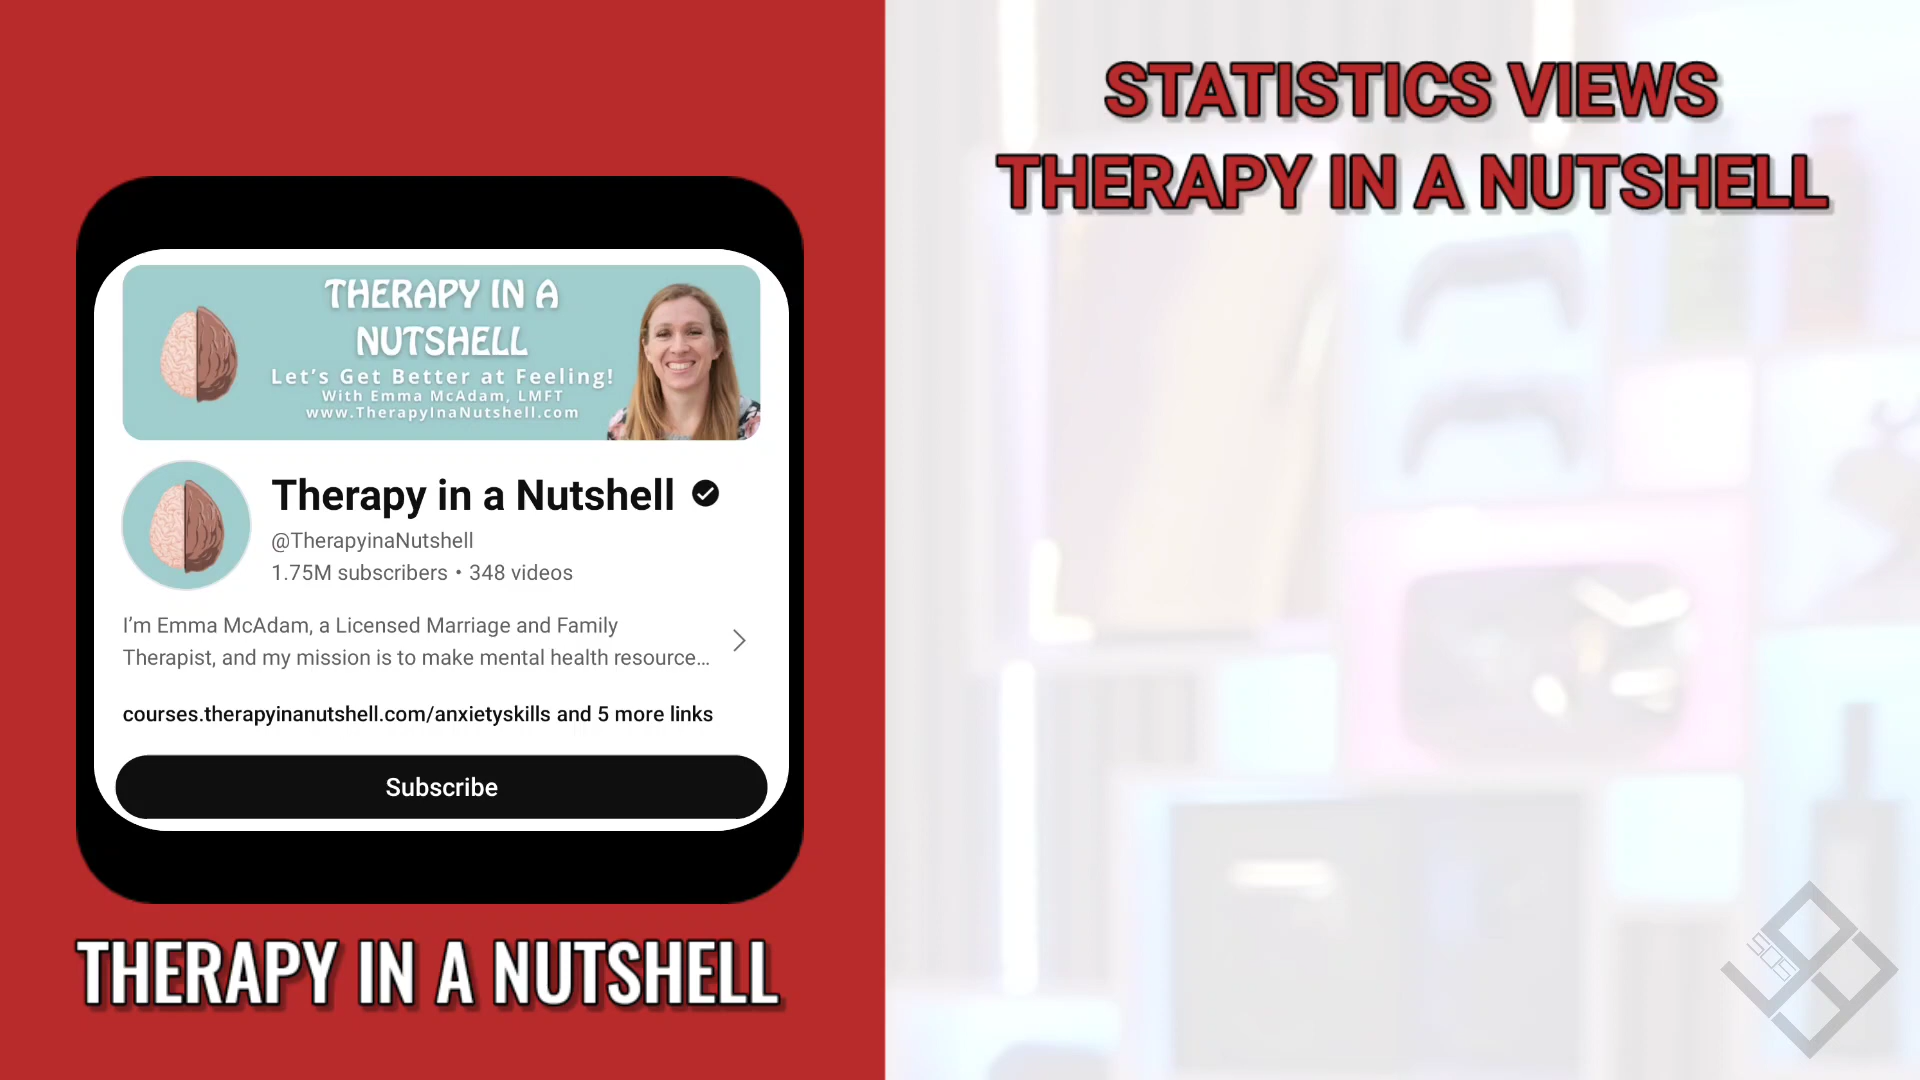 STATISTICS VIEWS
THERAPY IN A NUTSHELL
THERAPY IN A
NUTSHELL
Let's Get Better at Feeling!
With Emma McAdam, LMFT
www.TherapyInaNutshell.com
Therapy in a Nutshell
@TherapyinaNutshell
1.75M subscribers • 348 videos
I'm Emma McAdam, a Licensed Marriage and Family
Therapist, and my mission is to make mental health resource...
courses.therapyinanutshell.com/anxietyskills and 5 more links
Subscribe
THERAPY IN A NUTSHELL
SOS